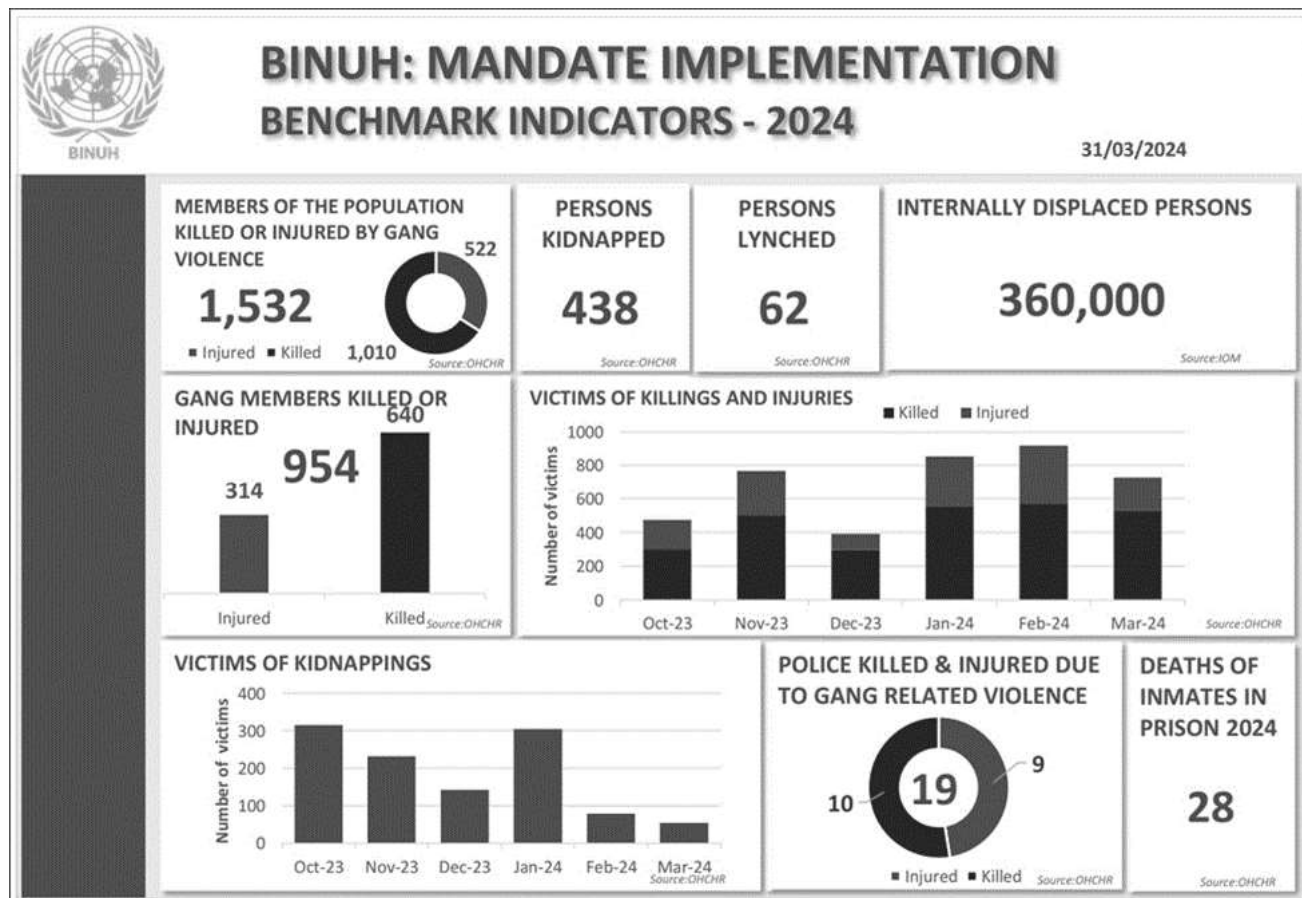 BINUH
BINUH: MANDATE IMPLEMENTATION
BENCHMARK INDICATORS - 2024
31/03/2024
MEMBERS OF THE POPULATION
KILLED OR INJURED BY GANG
VIOLENCE
522
1,532
■ Injured ■ Killed
1,010
Source:OHCHR
PERSONS
KIDNAPPED
438
Source:OHCHR
PERSONS
LYNCHED
62
Source:OHCHR
INTERNALLY DISPLACED PERSONS
360,000
Source:IOM
GANG MEMBERS KILLED OR
INJURED
640
954
314
Injured
Killed
Source:OHCHR
VICTIMS OF KILLINGS AND INJURIES
■ Killed ■ Injured
Number of victims
1000
800
600
400
200
0
Oct-23 Nov-23 Dec-23 Jan-24 Feb-24 Mar-24
Source:OHCHR
VICTIMS OF KIDNAPPINGS
Number of victims
400
300
200
100
0
Oct-23 Nov-23 Dec-23 Jan-24 Feb-24 Mar-24
Source:OHCHR
POLICE KILLED & INJURED DUE
TO GANG RELATED VIOLENCE
9
19
10
■ Injured ■ Killed
Source:OHCHR
DEATHS OF
INMATES IN
PRISON 2024
28
Source:OHCHR